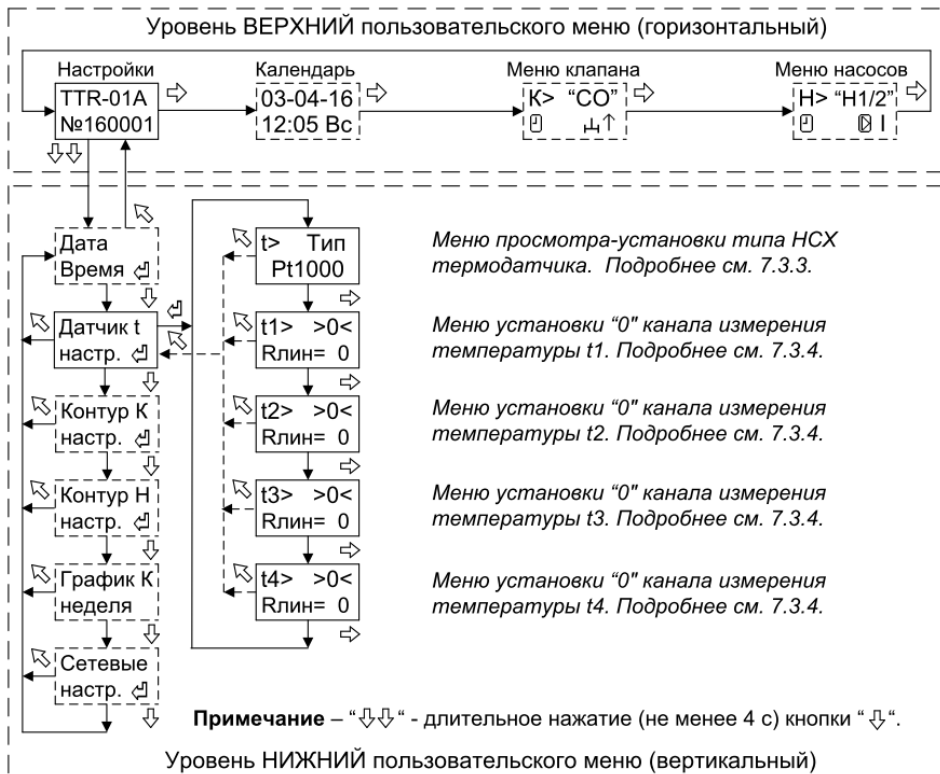 Уровень ВЕРХНИЙ пользовательского меню (горизонтальный)
Настройки
TTR-01A
№160001
Календарь
03-04-16
12:05 Вс
Меню клапана
К> “СО”
Меню насосов
Н> “Н1/2”
I
Дата
Время
Датчик t
настр.
Контур К
настр.
Контур Н
настр.
График К
неделя
Сетевые
настр.
t> Тип
Pt1000
Меню просмотра-установки типа НСХ
термодатчика. Подробнее см. 7.3.3.
t1> >0<
Rлин= 0
Меню установки “0" канала измерения
температуры t1. Подробнее см. 7.3.4.
t2> >0<
Rлин= 0
Меню установки “0" канала измерения
температуры t2. Подробнее см. 7.3.4.
t3> >0<
Rлин= 0
Меню установки “0" канала измерения
температуры t3. Подробнее см. 7.3.4.
t4> >0<
Rлин= 0
Меню установки “0" канала измерения
температуры t4. Подробнее см. 7.3.4.
Примечание – “⇩⇩“ - длительное нажатие (не менее 4 с) кнопки “⇩“.
Уровень НИЖНИЙ пользовательского меню (вертикальный)